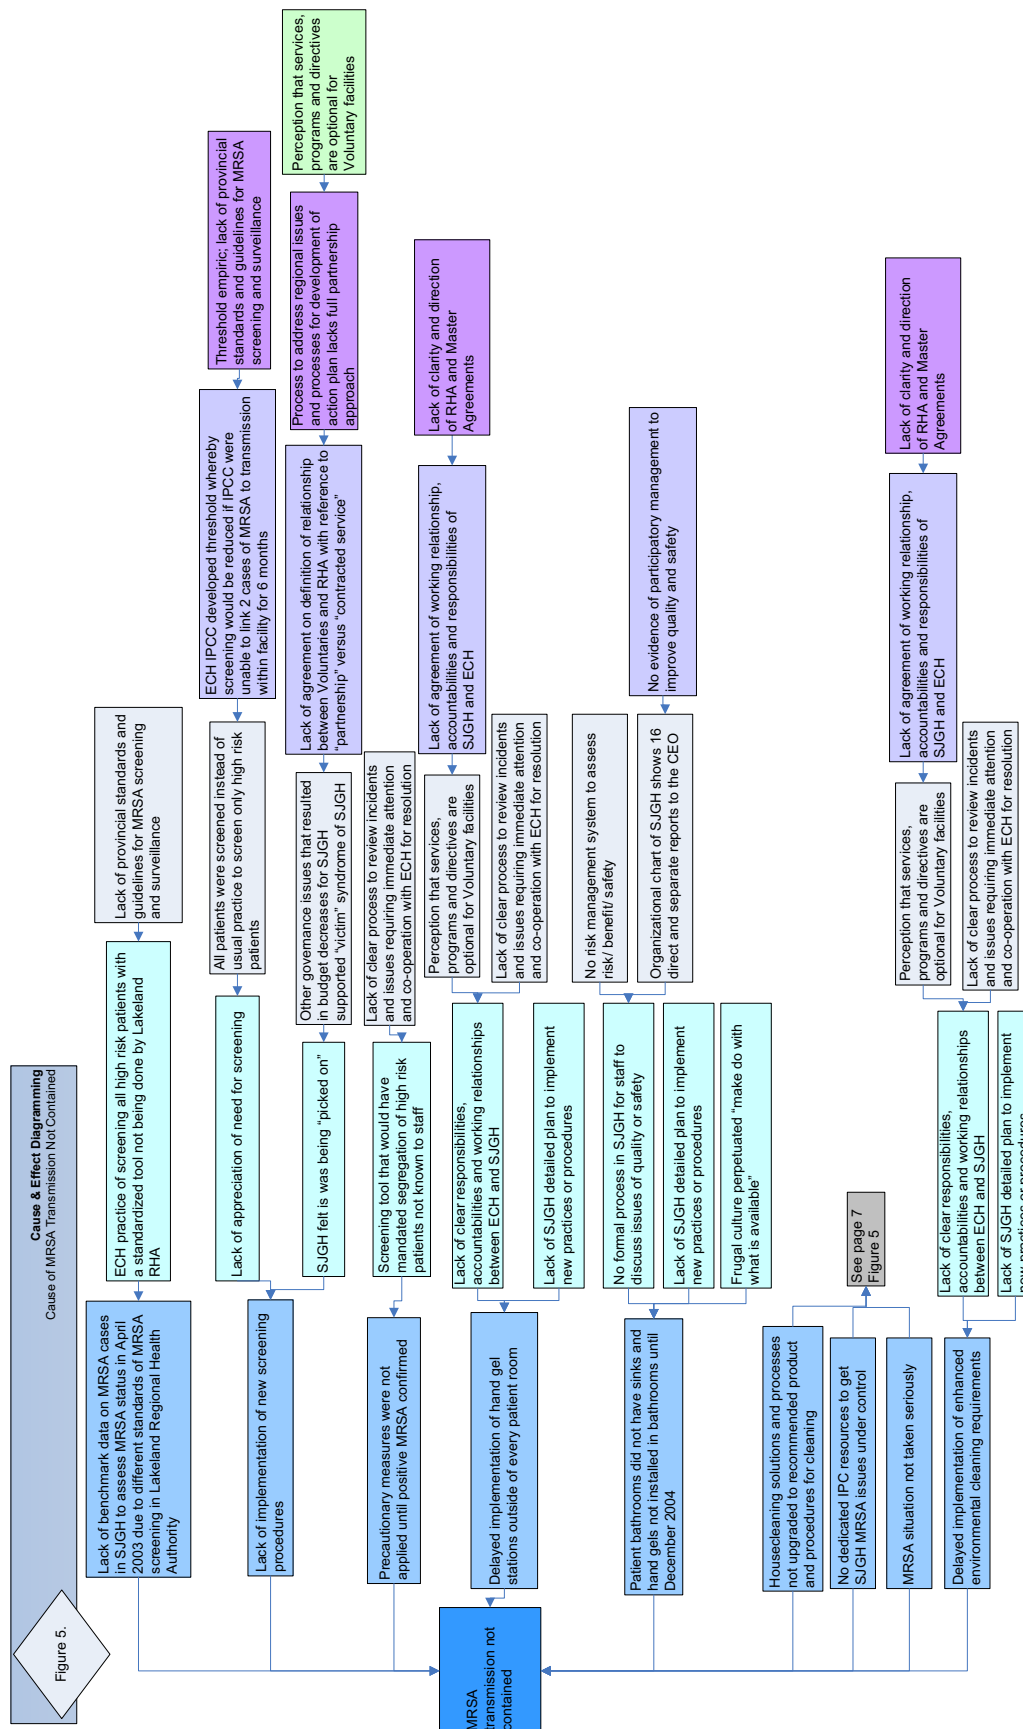 Figure 5.
Cause & Effect Diagramming
Cause of MRSA Transmission Not Contained
MRSA
transmission not
contained
Lack of benchmark data on MRSA cases
in SJGH to assess MRSA status in April
2003 due to different standards of MRSA
screening in Lakeland Regional Health
Authority
ECH practice of screening all high risk patients with
a standardized tool not being done by Lakeland
RHA
Lack of provincial standards and
guidelines for MRSA screening
and surveillance
Lack of implementation of new screening
procedures
Lack of appreciation of need for screening
All patients were screened instead of
usual practice to screen only high risk
patients
ECH IPCC developed threshold whereby
screening would be reduced if IPCC were
unable to link 2 cases of MRSA to transmission
within facility for 6 months
Threshold empiric; lack of provincial
standards and guidelines for MRSA
screening and surveillance
SJGH felt is was being “picked on”
Other governance issues that resulted
in budget decreases for SJGH
supported “victim” syndrome of SJGH
Lack of agreement on definition of relationship
between Voluntaries and RHA with reference to
“partnership” versus “contracted service”
Process to address regional issues
and processes for development of
action plan lacks full partnership
approach
Perception that services,
programs and directives
are optional for
Voluntary facilities
Precautionary measures were not
applied until positive MRSA confirmed
Screening tool that would have
mandated segregation of high risk
patients not known to staff
Lack of clear process to review incidents
and issues requiring immediate attention
and co-operation with ECH for resolution
Delayed implementation of hand gel
stations outside of every patient room
Lack of clear responsibilities,
accountabilities and working relationships
between ECH and SJGH
Perception that services,
programs and directives are
optional for Voluntary facilities
Lack of agreement of working relationship,
accountabilities and responsibilities of
SJGH and ECH
Lack of clarity and direction
of RHA and Master
Agreements
Lack of clear process to review incidents
and issues requiring immediate attention
and co-operation with ECH for resolution
Lack of SJGH detailed plan to implement
new practices or procedures
Patient bathrooms did not have sinks and
hand gels not installed in bathrooms until
December 2004
No formal process in SJGH for staff to
discuss issues of quality or safety
No risk management system to assess
risk/ benefit/ safety
Organizational chart of SJGH shows 16
direct and separate reports to the CEO
No evidence of participatory management to
improve quality and safety
Lack of SJGH detailed plan to implement
new practices or procedures
Frugal culture perpetuated “make do with
what is available”
Housecleaning solutions and processes
not upgraded to recommended product
and procedures for cleaning
No dedicated IPC resources to get
SJGH MRSA issues under control
MRSA situation not taken seriously
See page 7
Figure 5
Delayed implementation of enhanced
environmental cleaning requirements
Lack of clear responsibilities,
accountabilities and working relationships
between ECH and SJGH
Perception that services,
programs and directives are
optional for Voluntary facilities
Lack of agreement of working relationship,
accountabilities and responsibilities of
SJGH and ECH
Lack of clarity and direction
of RHA and Master
Agreements
Lack of clear process to review incidents
and issues requiring immediate attention
and co-operation with ECH for resolution
Lack of SJGH detailed plan to implement
new practices or procedures